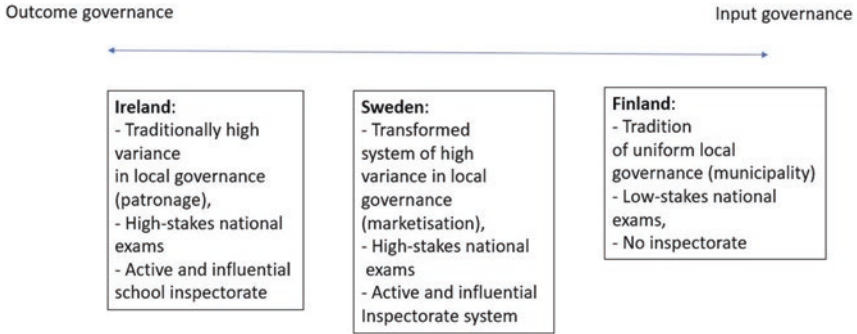 Outcome governance
Input governance
Ireland:
- Traditionally high
variance
in local governance
(patronage),
- High-stakes national
exams
- Active and influential
school inspectorate
Sweden:
- Transformed
system of high
variance in local
governance
(marketisation),
- High-stakes national
exams
- Active and influential
Inspectorate system
Finland:
- Tradition
of uniform local
governance (municipality)
- Low-stakes national
exams,
- No inspectorate